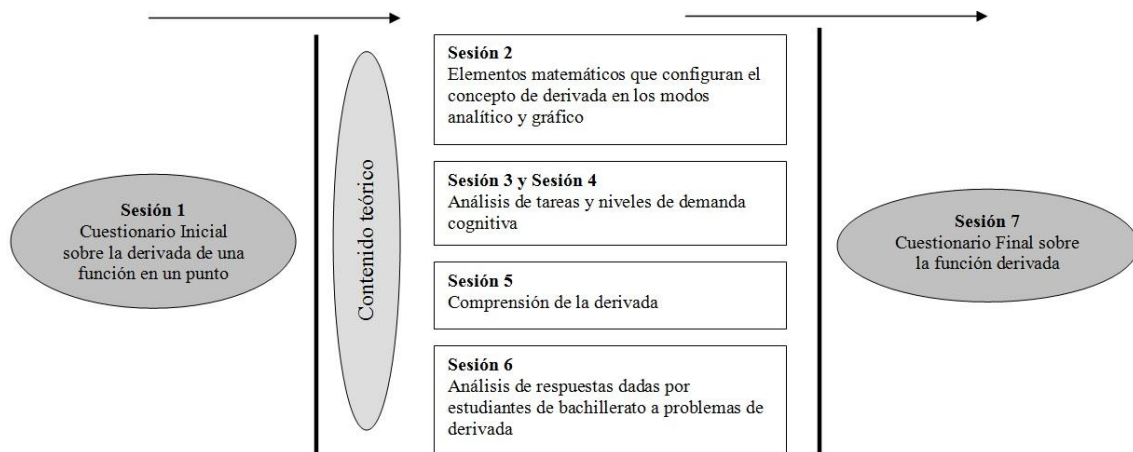 Sesión 1
Cuestionario Inicial
sobre la derivada de una
función en un punto
Contenido teórico
Sesión 2
Elementos matemáticos que configuran el
concepto de derivada en los modos
analítico y gráfico
Sesión 3 y Sesión 4
Análisis de tareas y niveles de demanda
cognitiva
Sesión 5
Comprensión de la derivada
Sesión 6
Análisis de respuestas dadas por
estudiantes de bachillerato a problemas de
derivada
Sesión 7
Cuestionario Final sobre
la función derivada